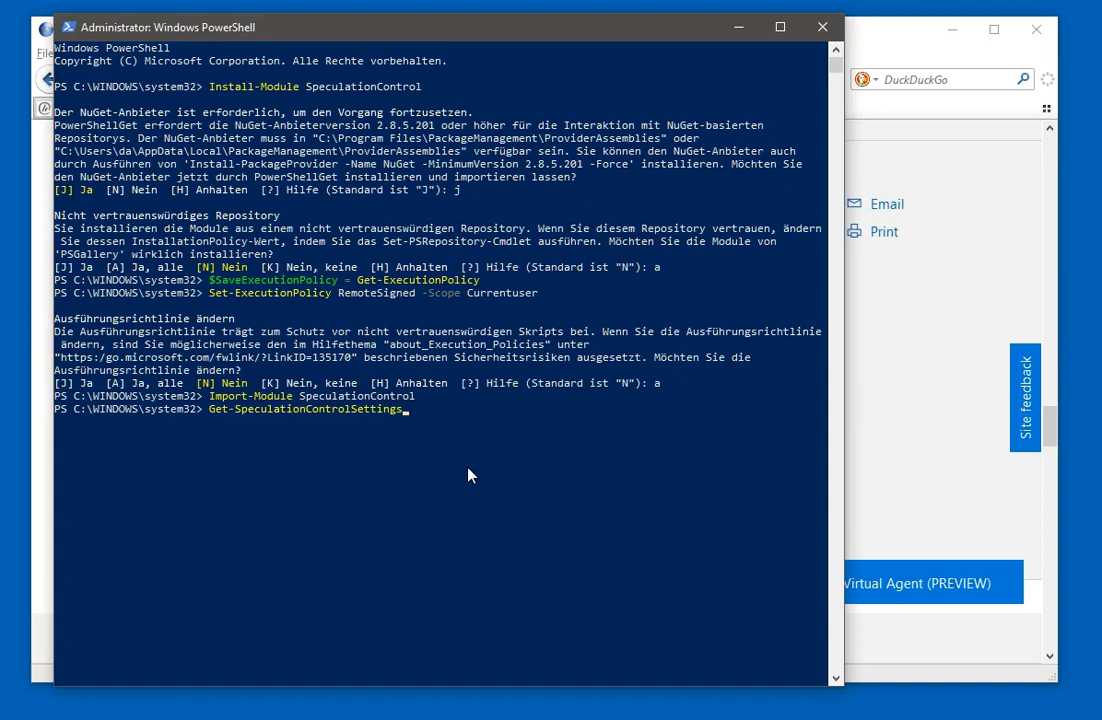 Administrator: Windows PowerShell
File
DuckDuckGo
Windows PowerShell
Copyright (C) Microsoft Corporation. Alle Rechte vorbehalten.
PS C:\WINDOWS\system32> Install-Module SpeculationControl
Der NuGet-Anbieter ist erforderlich, um den Vorgang fortzusetzen.
PowerShellGet erfordert die NuGet-Anbieterversion 2.8.5.201 oder höher für die Interaktion mit NuGet-basierten
Repositorys. Der NuGet-Anbieter muss in "C:\Program Files\PackageManagement\ProviderAssemblies" oder
"C:\Users\da\AppData\Local\PackageManagement\ProviderAssemblies" verfügbar sein. Sie können den NuGet-Anbieter auch
durch Ausführen von 'Install-PackageProvider -Name NuGet -MinimumVersion 2.8.5.201 -Force' installieren. Möchten Sie
den NuGet-Anbieter jetzt durch PowerShellGet installieren und importieren lassen?
[J] Ja  [N] Nein  [H] Anhalten  [?] Hilfe (Standard ist "J"): j
Nicht vertrauenswürdiges Repository
Sie installieren die Module aus einem nicht vertrauenswürdigen Repository. Wenn Sie diesem Repository vertrauen, ändern
Sie dessen InstallationPolicy-Wert, indem Sie das Set-PSRepository-Cmdlet ausführen. Möchten Sie die Module von
'PSGallery' wirklich installieren?
[J] Ja  [A] Ja, alle  [N] Nein  [K] Nein, keine  [H] Anhalten  [?] Hilfe (Standard ist "N"): a
PS C:\WINDOWS\system32> $SaveExecutionPolicy = Get-ExecutionPolicy
PS C:\WINDOWS\system32> Set-ExecutionPolicy RemoteSigned -Scope Currentuser
Ausführungsrichtlinie ändern
Die Ausführungsrichtlinie trägt zum Schutz vor nicht vertrauenswürdigen Skripts bei. Wenn Sie die Ausführungsrichtlinie
ändern, sind Sie möglicherweise den im Hilfethema "about_Execution_Policies" unter
"https:/go.microsoft.com/fwlink/?LinkID=135170" beschriebenen Sicherheitsrisiken ausgesetzt. Möchten Sie die
Ausführungsrichtlinie ändern?
[J] Ja  [A] Ja, alle  [N] Nein  [K] Nein, keine  [H] Anhalten  [?] Hilfe (Standard ist "N"): a
PS C:\WINDOWS\system32> Import-Module SpeculationControl
PS C:\WINDOWS\system32> Get-SpeculationControlSettings
Email
Print
Site feedback
Virtual Agent (PREVIEW)